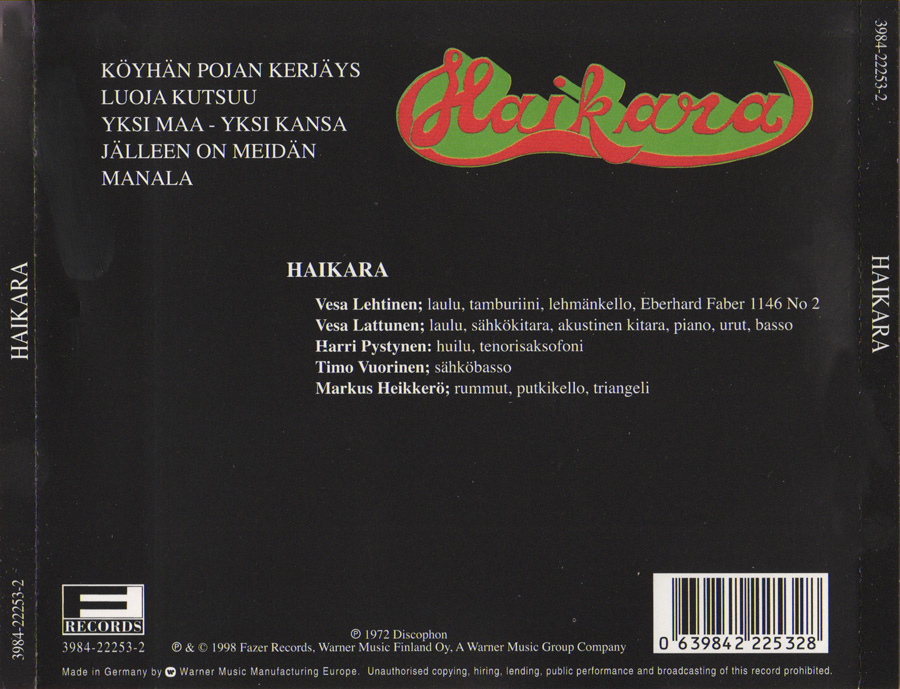 KÖYHÄN POJAN KERJÄYS
LUOJA KUTSUU
YKSI MAA - YKSI KANSA
JÄLLEEN ON MEIDÄN
MANALA
Haikara
HAIKARA
Vesa Lehtinen; laulu, tamburiini, lehmänkello, Eberhard Faber 1146 No 2
Vesa Lattunen; laulu, sähkökitara, akustinen kitara, piano, urut, basso
Harri Pystynen: huilu, tenorisaksofoni
Timo Vuorinen; sähköbasso
Markus Heikkerö; rummut, putkikello, triangeli
HAIKARA
3984-22253-2
3984-22253-2
HAIKARA
F
RECORDS
3984-22253-2
℗ 1972 Discophon
℗ & © 1998 Fazer Records, Warner Music Finland Oy, A Warner Music Group Company
0 639842 225328
Made in Germany by Warner Music Manufacturing Europe. Unauthorised copying, hiring, lending, public performance and broadcasting of this record prohibited.